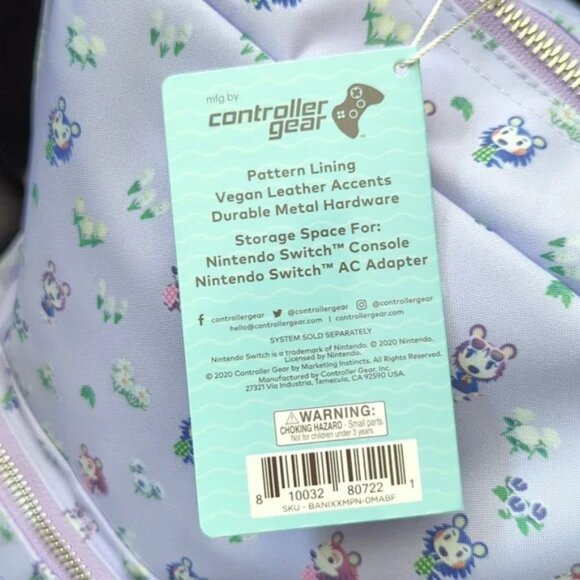 mfg by
controller
gear
TM
Pattern Lining
Vegan Leather Accents
Durable Metal Hardware
Storage Space For:
Nintendo Switch™ Console
Nintendo Switch™ AC Adapter
controllergear @controllergear @controllergear
hello@controllergear.com | controllergear.com
SYSTEM SOLD SEPARATELY
Nintendo Switch is a trademark of Nintendo. © 2020 Nintendo.
Licensed by Nintendo.
© 2020 Controller Gear by Marketing Instincts. All Rights Reserved.
Manufactured by Controller Gear, Inc.
27321 Via Industria, Temecula, CA 92590 USA.
WARNING:
CHOKING HAZARD - Small parts.
Not for children under 3 years.
8 10032 80722 1
SKU - BANIXXMPN-0MABF